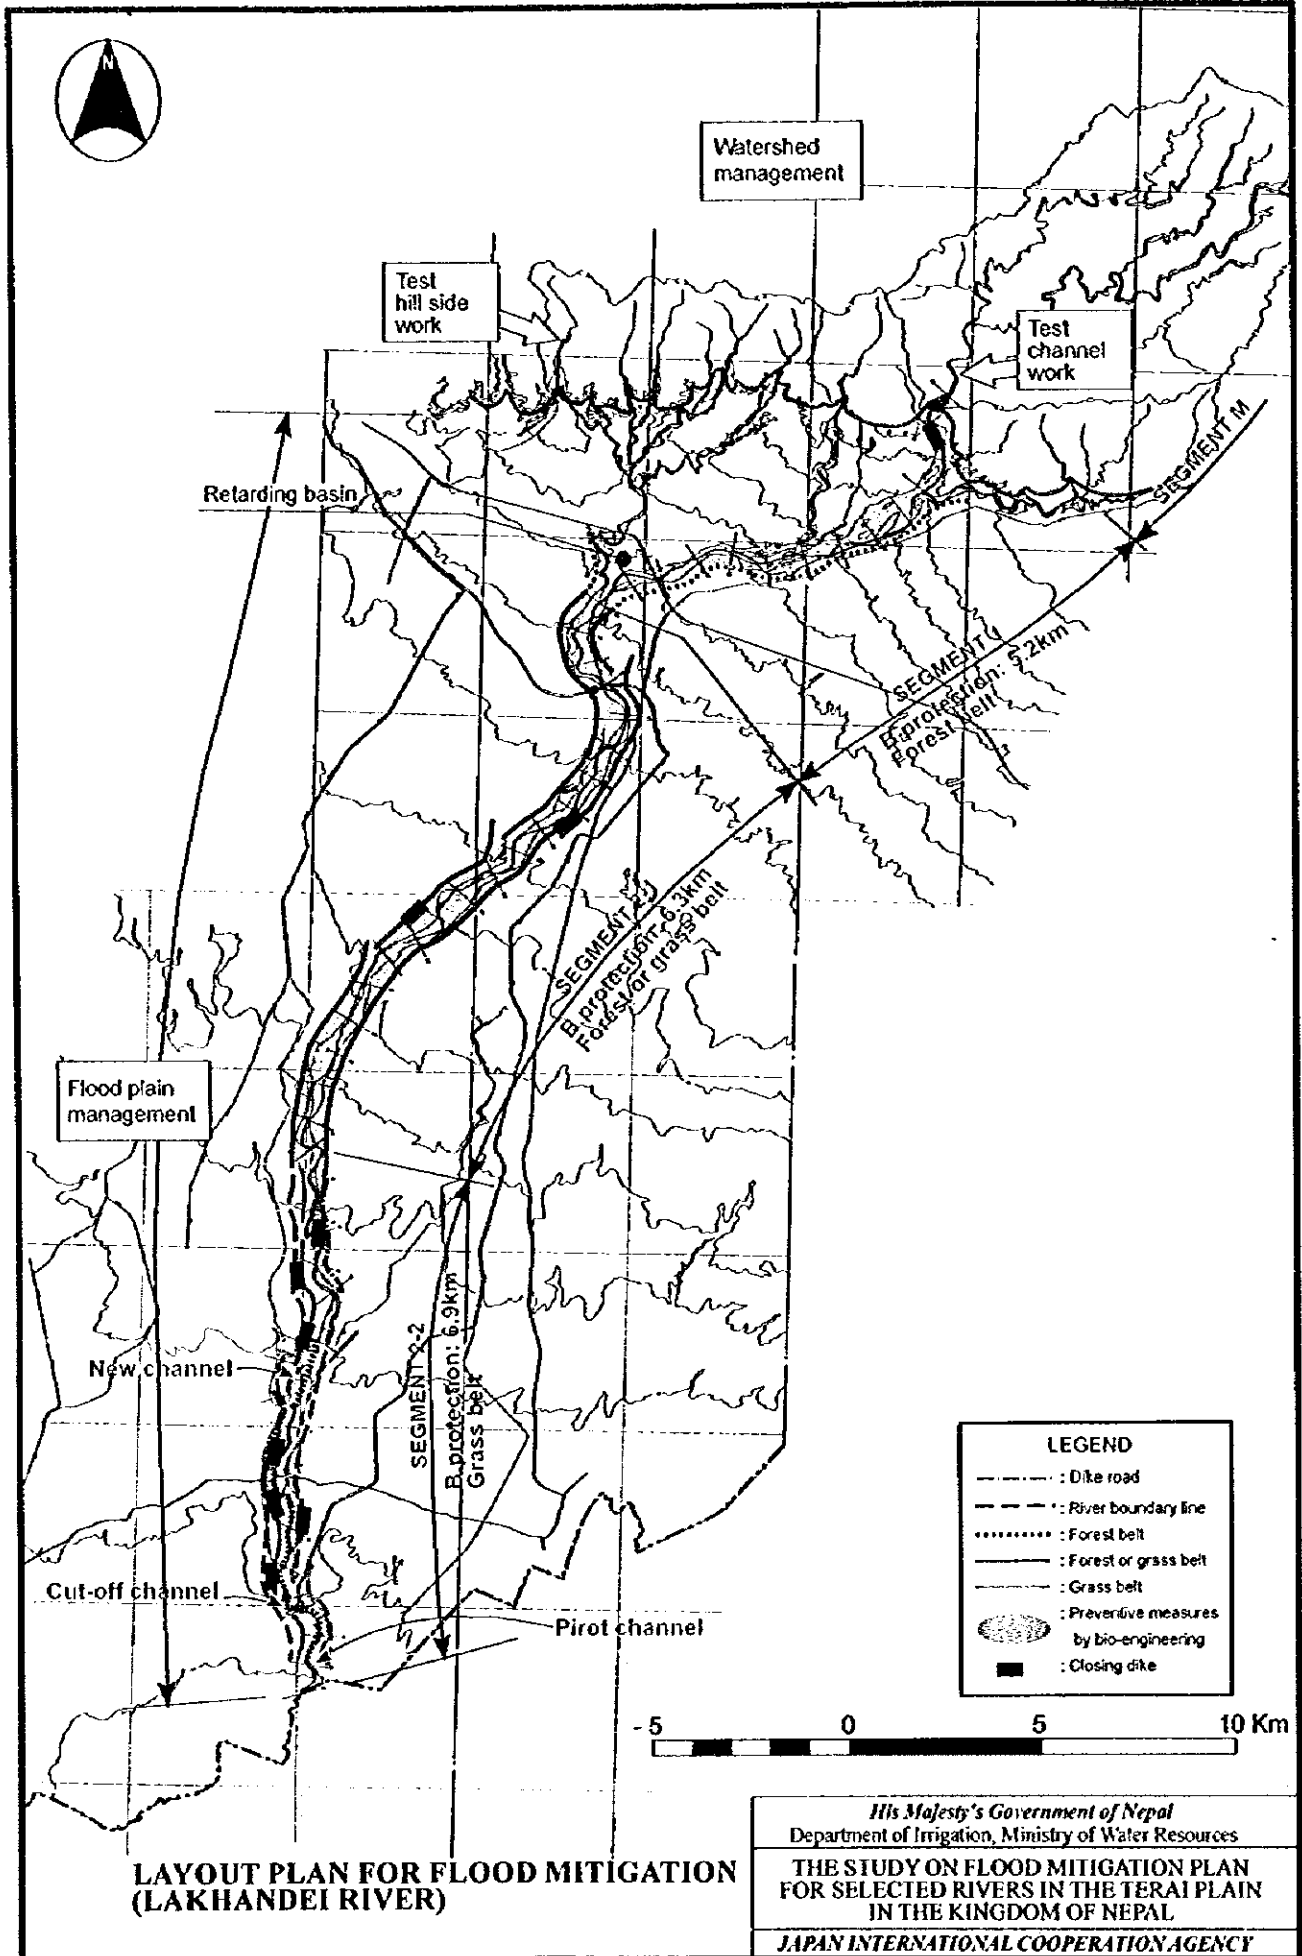 N
Watershed
management
Test
hill side
work
Test
channel
work
SEGMENT M
Retarding basin
SEGMENT 1
B.protection: 5.2km
Forest belt
SEGMENT 2-1
B.protection: 6.3km
Forest or grass belt
Flood plain
management
SEGMENT 2-2
B.protection: 6.9km
Grass belt
New channel
Cut-off channel
Pirot channel
LEGEND
: Dike road
: River boundary line
: Forest belt
: Forest or grass belt
: Grass belt
: Preventive measures
by bio-engineering
: Closing dike
- 5 0 5 10 Km
His Majesty's Government of Nepal
Department of Irrigation, Ministry of Water Resources
LAYOUT PLAN FOR FLOOD MITIGATION
(LAKHANDEI RIVER)
THE STUDY ON FLOOD MITIGATION PLAN
FOR SELECTED RIVERS IN THE TERAI PLAIN
IN THE KINGDOM OF NEPAL
JAPAN INTERNATIONAL COOPERATION AGENCY